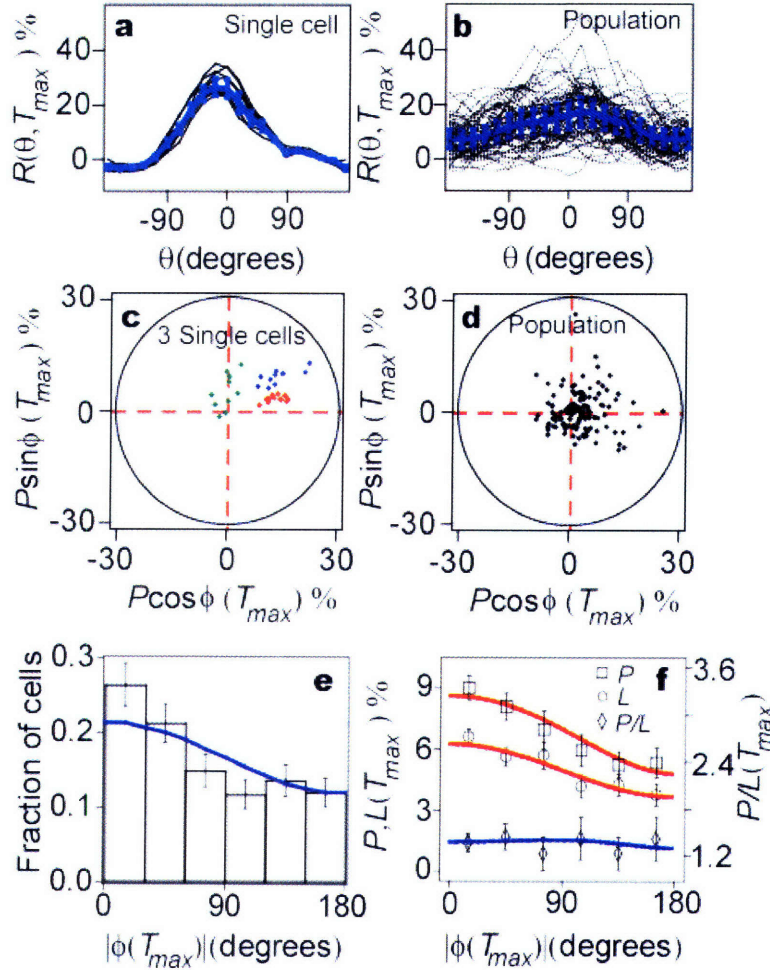 a Single cell
R(θ,Tmax) %
40
20
0
-90 0 90
θ(degrees)
b Population
R(θ,Tmax) %
40
20
0
-90 0 90
θ (degrees)
c
3 Single cells
Psinϕ (Tmax) %
30
0
-30
-30 0 30
Pcosϕ (Tmax) %
d
Population
Psinϕ (Tmax) %
30
0
-30
-30 0 30
Pcosϕ (Tmax) %
e
Fraction of cells
0.3
0.2
0.1
0.0
0 90 180
|ϕ(Tmax)|(degrees)
f
P
L
P/L
P,L(Tmax) %
9
6
3
0
3.6
2.4
1.2
P/L(Tmax)
0 90 180
|ϕ(Tmax)|(degrees)